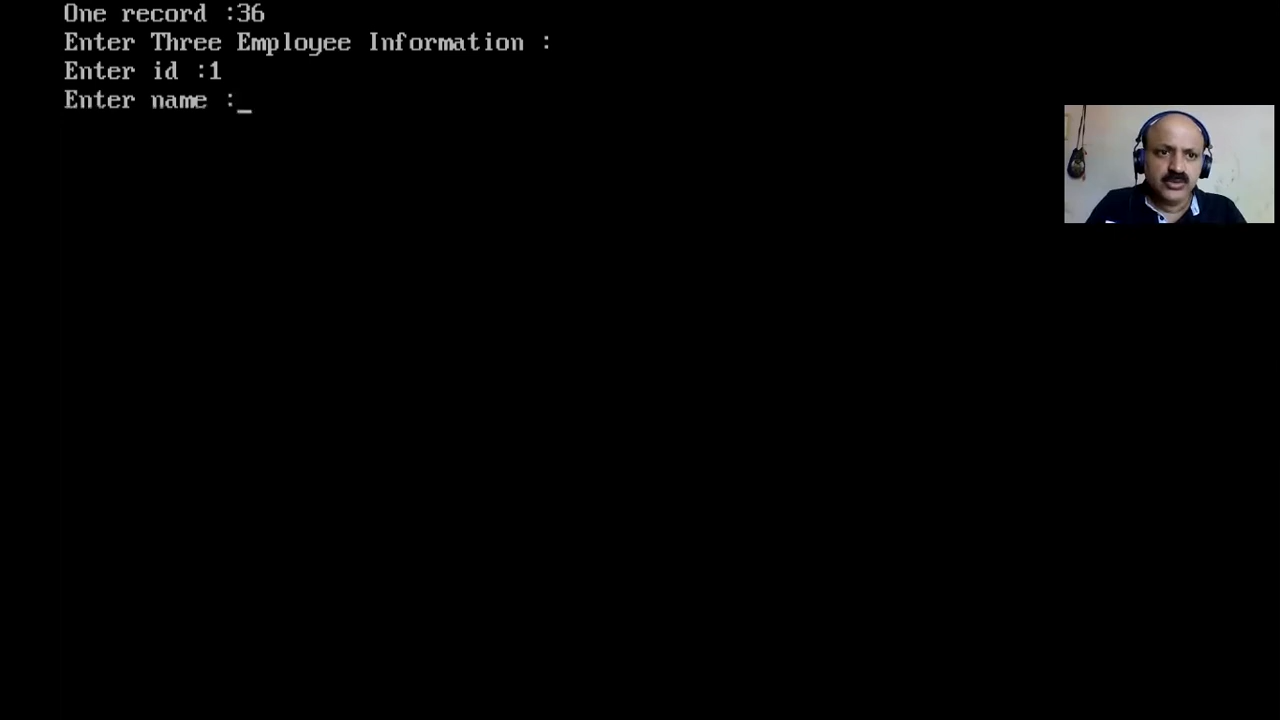 One record :36
Enter Three Employee Information :
Enter id :1
Enter name :_